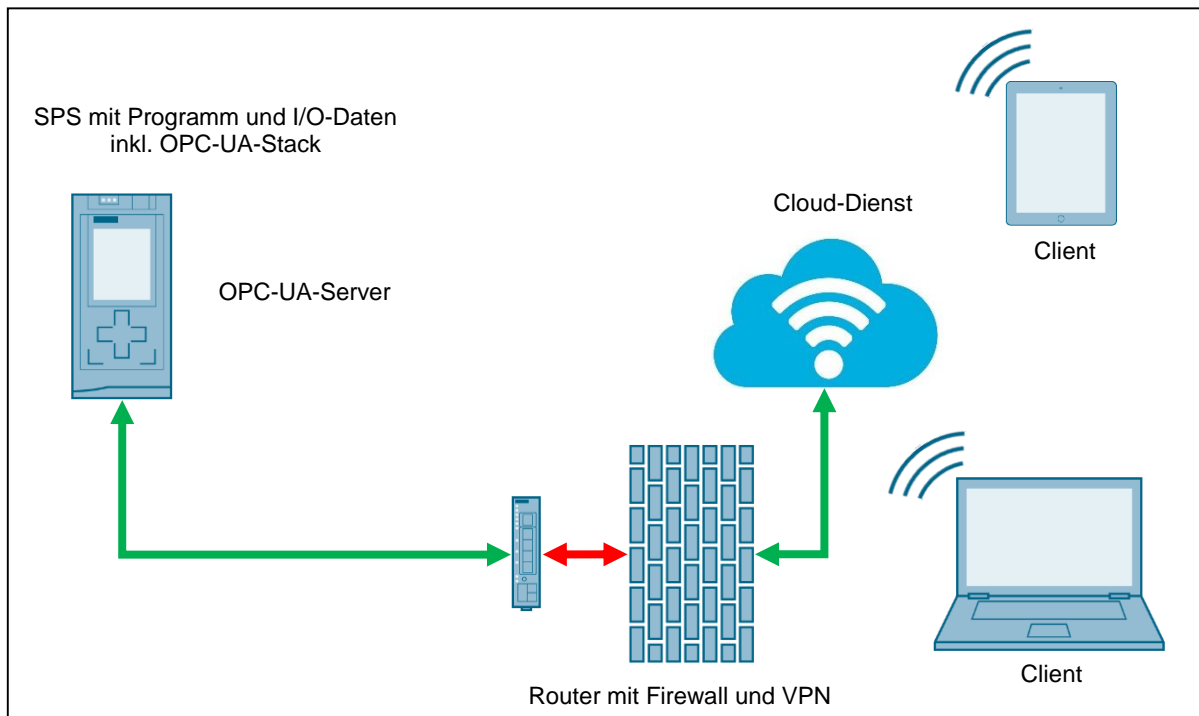 SPS mit Programm und I/O-Daten
inkl. OPC-UA-Stack
OPC-UA-Server
Cloud-Dienst
Client
Client
Router mit Firewall und VPN